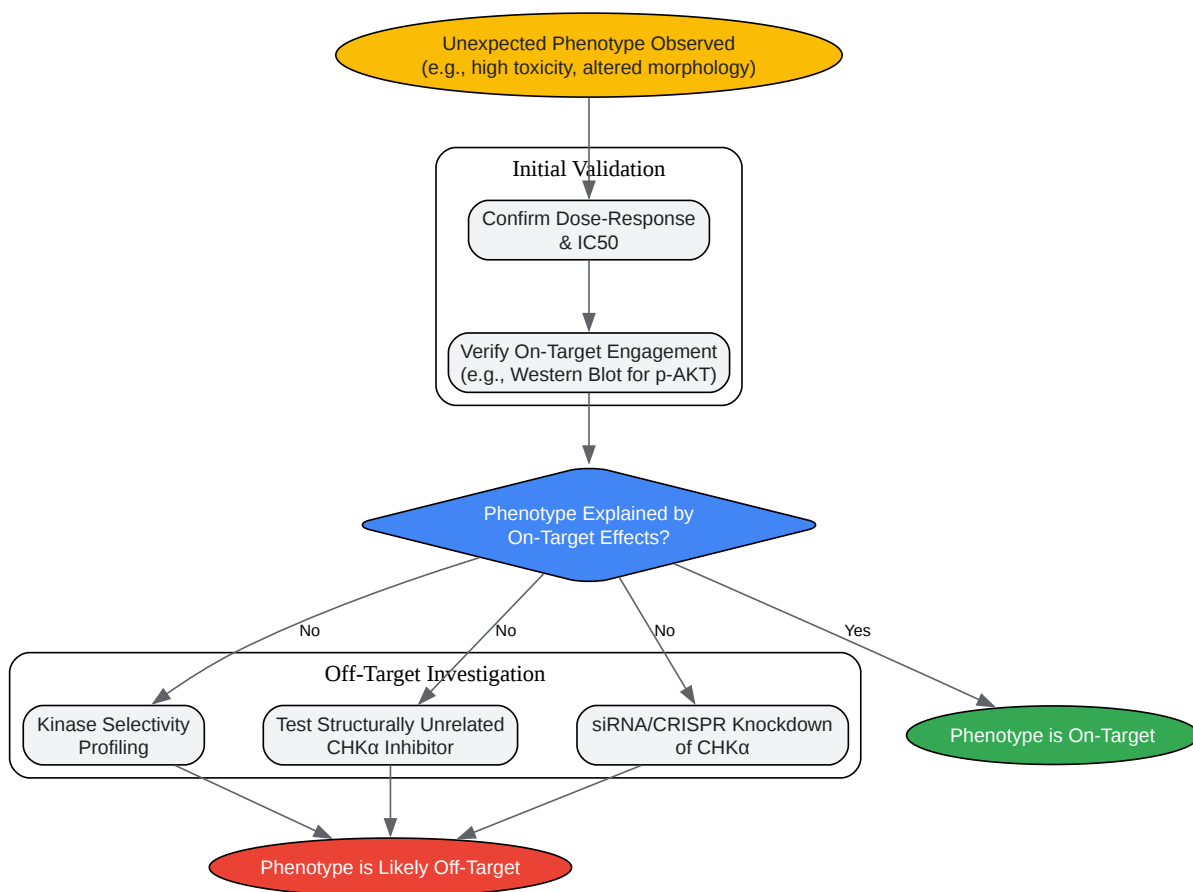 Unexpected Phenotype Observed
(e.g., high toxicity, altered morphology)
Initial Validation
Confirm Dose-Response
& IC50
Verify On-Target Engagement
(e.g., Western Blot for p-AKT)
Phenotype Explained by
On-Target Effects?
No
No
No
Yes
Off-Target Investigation
Kinase Selectivity
Profiling
Test Structurally Unrelated
CHKα Inhibitor
siRNA/CRISPR Knockdown
of CHKα
Phenotype is On-Target
Phenotype is Likely Off-Target